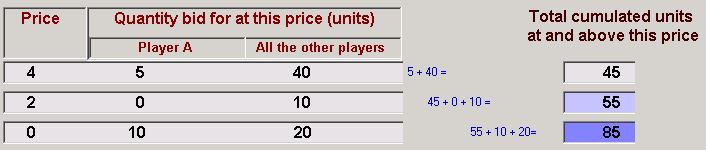 Price Quantity bid for at this price (units) Total cumulated units
Player A All the other players at and above this price
4 5 40 5 + 40 = 45
2 0 10 45 + 0 + 10 = 55
0 10 20 55 + 10 + 20= 85